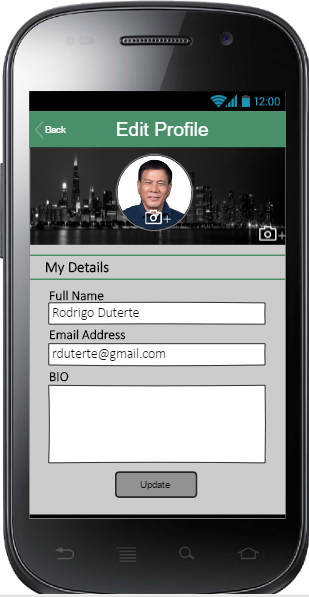 12:00
Back
Edit Profile
My Details
Full Name
Rodrigo Duterte
Email Address
rduterte@gmail.com
BIO
Update